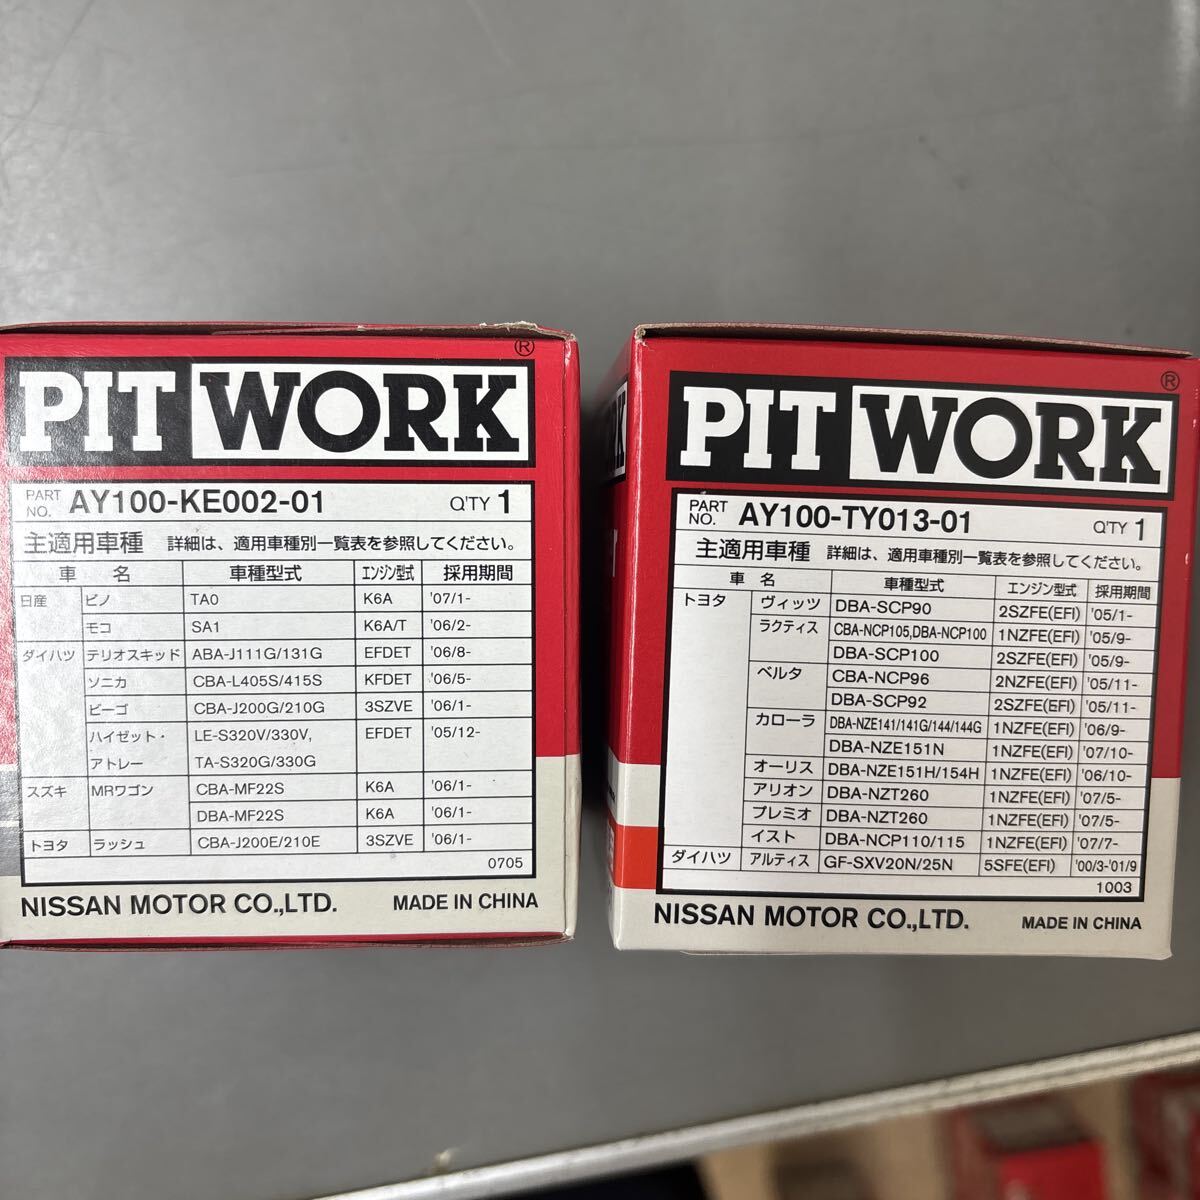 PIT WORK ®
PART NO. AY100-KE002-01 Q'TY 1
主適用車種 詳細は、適用車種別一覧表を参照してください。
車 名 車種型式 エンジン型式 採用期間
日産 ピノ TA0 K6A '07/1-
モコ SA1 K6A/T '06/2-
ダイハツ テリオスキッド ABA-J111G/131G EFDET '06/8-
ソニカ CBA-L405S/415S KFDET '06/5-
ビーゴ CBA-J200G/210G 3SZVE '06/1-
ハイゼット・ LE-S320V/330V, EFDET '05/12-
アトレー TA-S320G/330G
スズキ MRワゴン CBA-MF22S K6A '06/1-
DBA-MF22S K6A '06/1-
トヨタ ラッシュ CBA-J200E/210E 3SZVE '06/1-
0705
NISSAN MOTOR CO.,LTD. MADE IN CHINA
PIT WORK ®
PART NO. AY100-TY013-01 Q'TY 1
主適用車種 詳細は、適用車種別一覧表を参照してください。
車 名 車種型式 エンジン型式 採用期間
トヨタ ヴィッツ DBA-SCP90 2SZFE(EFI) '05/1-
ラクティス CBA-NCP105,DBA-NCP100 1NZFE(EFI) '05/9-
DBA-SCP100 2SZFE(EFI) '05/9-
ベルタ CBA-NCP96 2NZFE(EFI) '05/11-
DBA-SCP92 2SZFE(EFI) '05/11-
カローラ DBA-NZE141/141G/144/144G 1NZFE(EFI) '06/9-
DBA-NZE151N 1NZFE(EFI) '07/10-
オーリス DBA-NZE151H/154H 1NZFE(EFI) '06/10-
アリオン DBA-NZT260 1NZFE(EFI) '07/5-
プレミオ DBA-NZT260 1NZFE(EFI) '07/5-
イスト DBA-NCP110/115 1NZFE(EFI) '07/7-
ダイハツ アルティス GF-SXV20N/25N 5SFE(EFI) '00/3-'01/9
1003
NISSAN MOTOR CO.,LTD. MADE IN CHINA